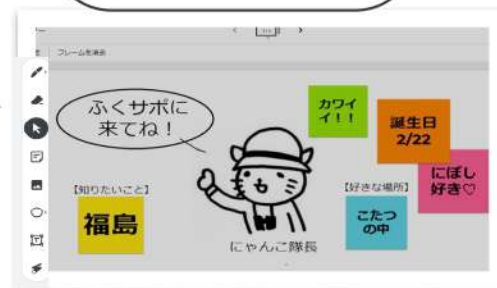 フレームを消去
ふくサポに
来てね！
カワイ
イ！！
誕生日
2/22
にぼし
好き♡
【知りたいこと】
福島
【好きな場所】
こたつ
の中
にゃんこ隊長